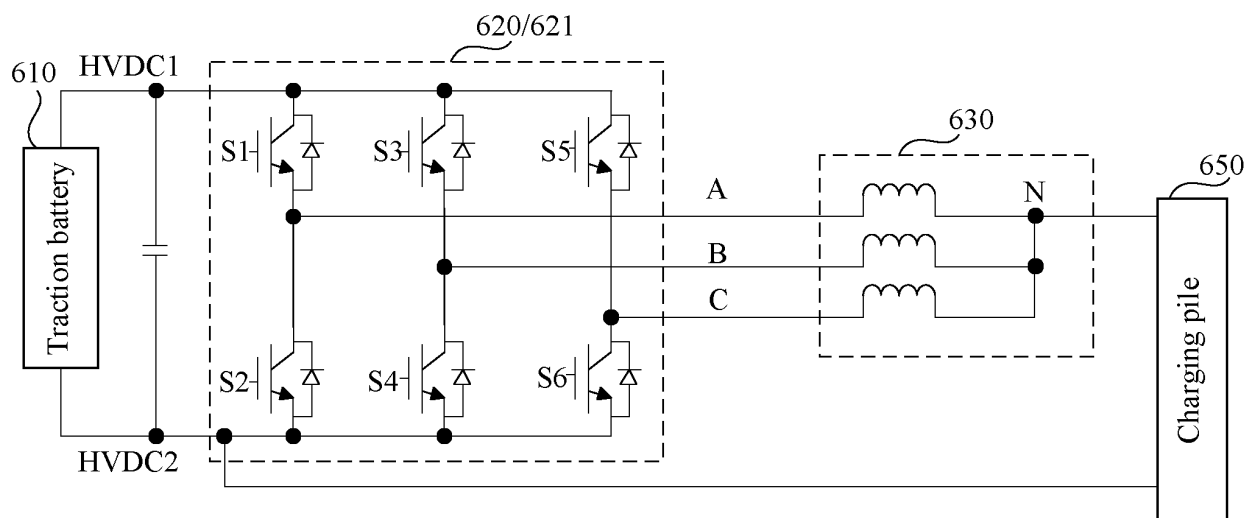 620/621
HVDC1
610
630
650
S1
S3
S5
A
N
Traction battery
B
C
Charging pile
S2
S4
S6
HVDC2